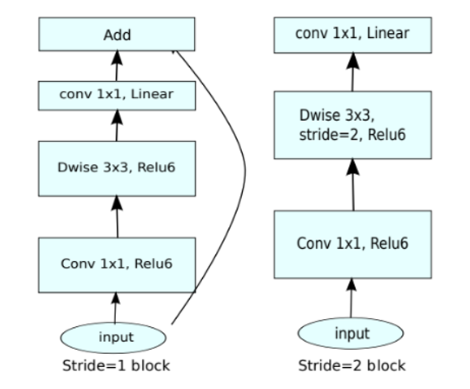 Add
conv 1x1, Linear
Dwise 3x3, Relu6
Conv 1x1, Relu6
input
Stride=1 block
conv 1x1, Linear
Dwise 3x3,
stride=2, Relu6
Conv 1x1, Relu6
input
Stride=2 block